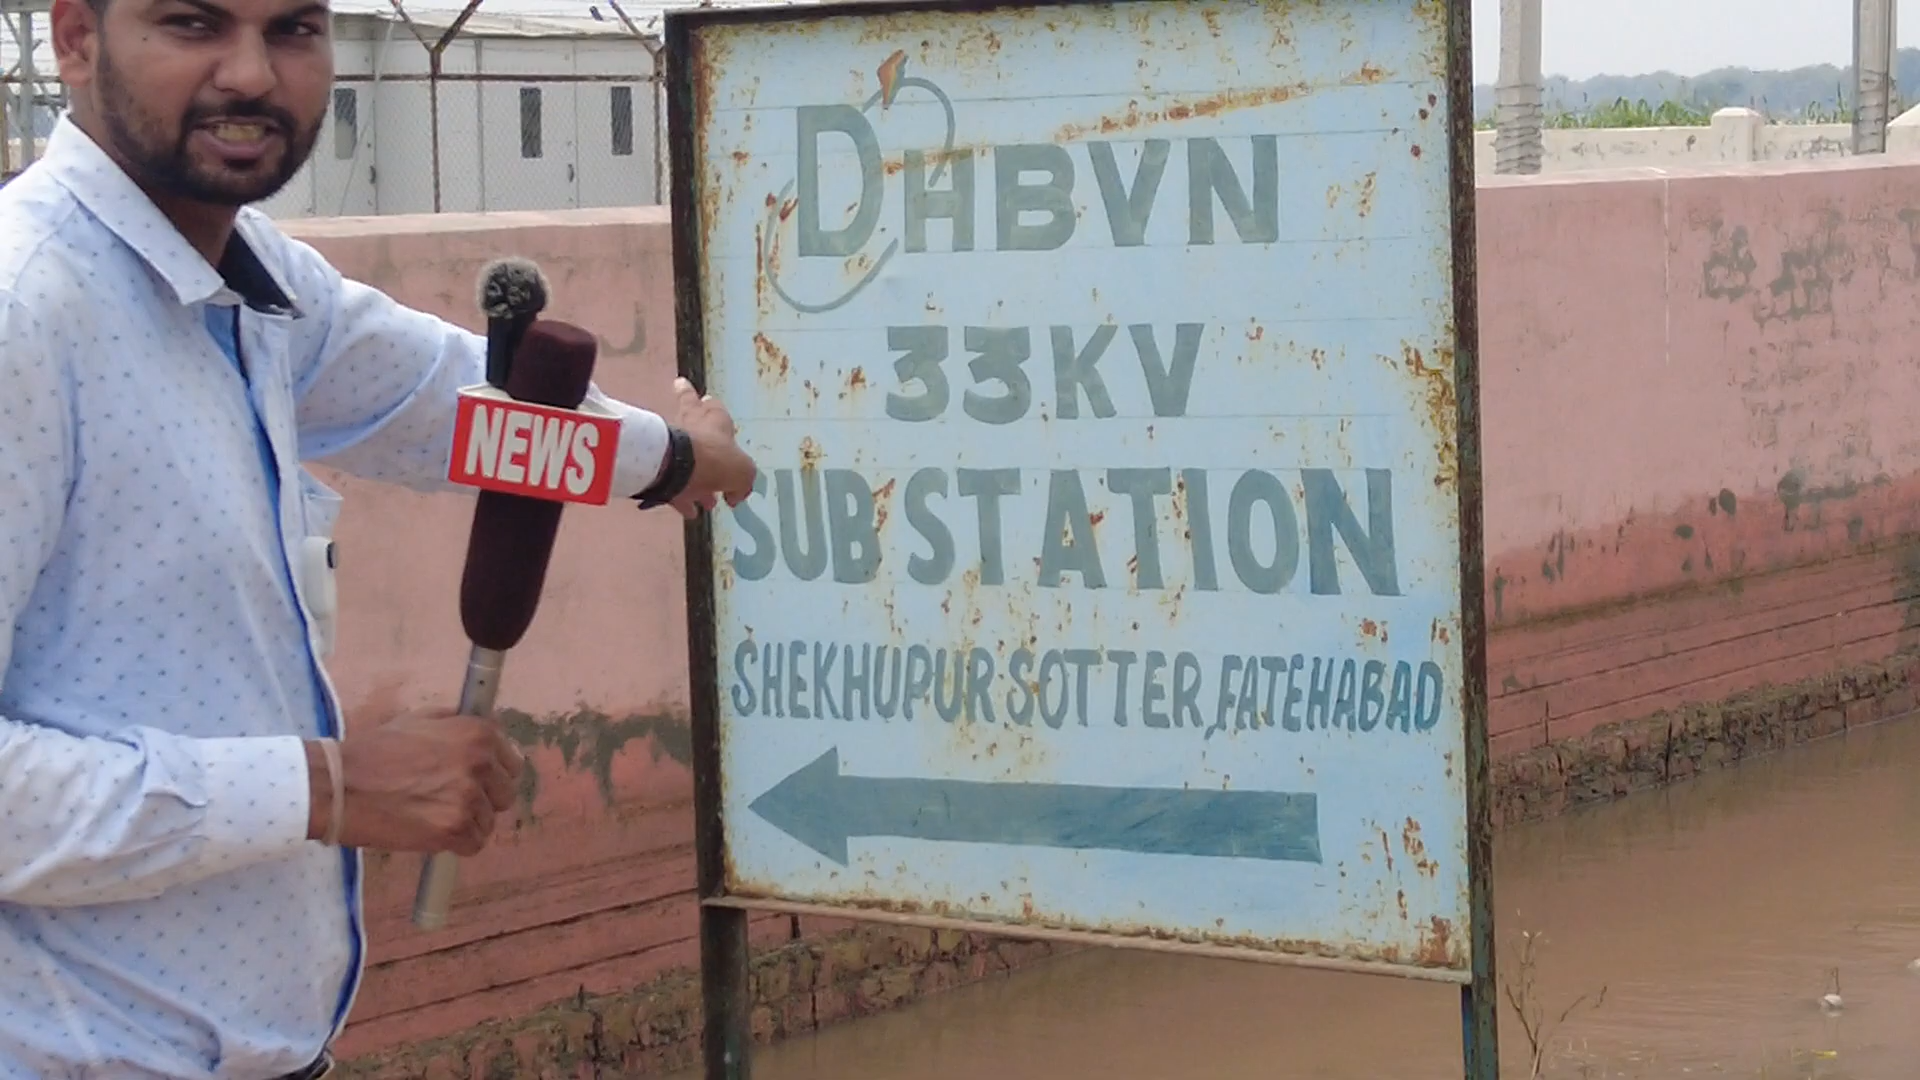 DHBVN
33KV
SUB STATION
SHEKHUPUR SOTTER, FATEHABAD
NEWS